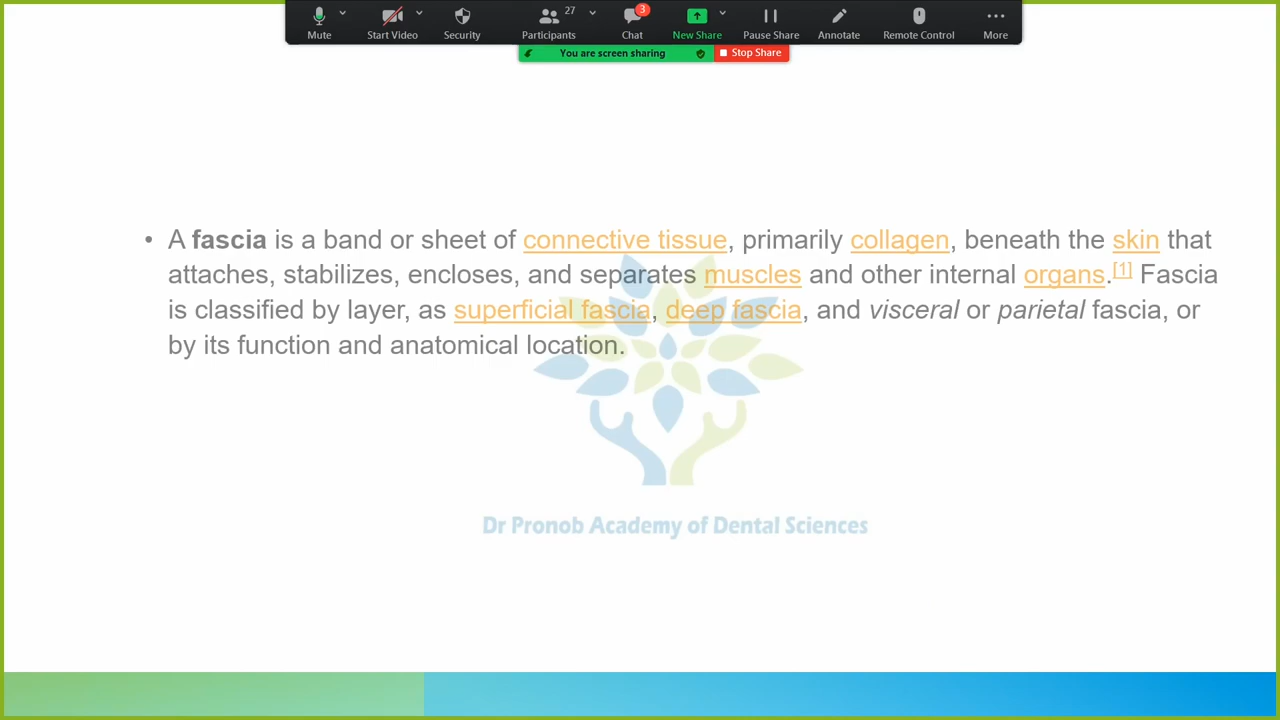 27
3
Mute
Start Video
Security
Participants
Chat
New Share
Pause Share
Annotate
Remote Control
More
You are screen sharing
Stop Share
• A fascia is a band or sheet of connective tissue, primarily collagen, beneath the skin that
attaches, stabilizes, encloses, and separates muscles and other internal organs.[1] Fascia
is classified by layer, as superficial fascia, deep fascia, and visceral or parietal fascia, or
by its function and anatomical location.
Dr Pronob Academy of Dental Sciences